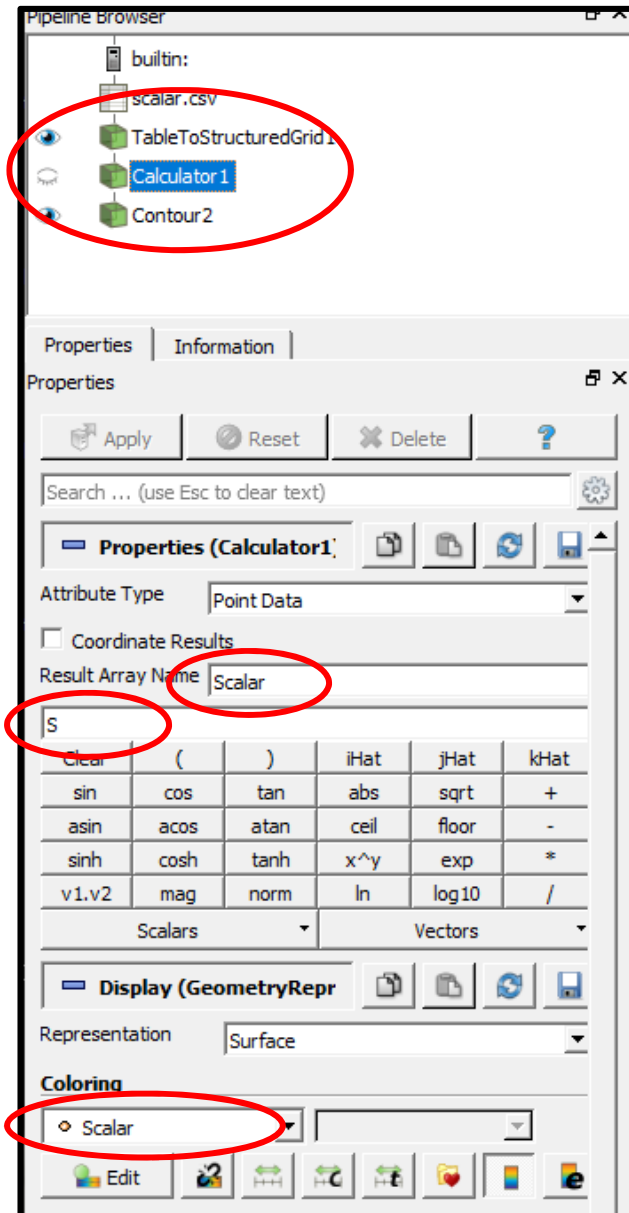 Pipeline Browser
builtin:
scalar.csv
TableToStructuredGrid1
Calculator1
Contour2
Properties Information
Properties
Apply Reset Delete ?
Search ... (use Esc to clear text)
Properties (Calculator1)
Attribute Type Point Data
Coordinate Results
Result Array Name Scalar
S
Clear ( ) iHat jHat kHat
sin cos tan abs sqrt +
asin acos atan ceil floor -
sinh cosh tanh x^y exp *
v1.v2 mag norm ln log10 /
Scalars Vectors
Display (GeometryRepr
Representation Surface
Coloring
Scalar
Edit ? c t e